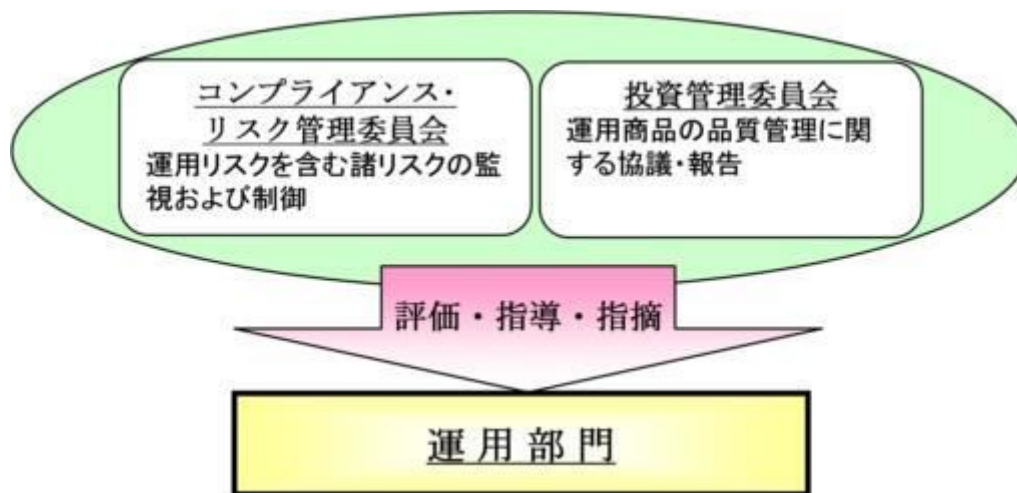 コンプライアンス・
リスク管理委員会
運用リスクを含む諸リスクの監
視および制御
投資管理委員会
運用商品の品質管理に関
する協議・報告
評価・指導・指摘
運用部門